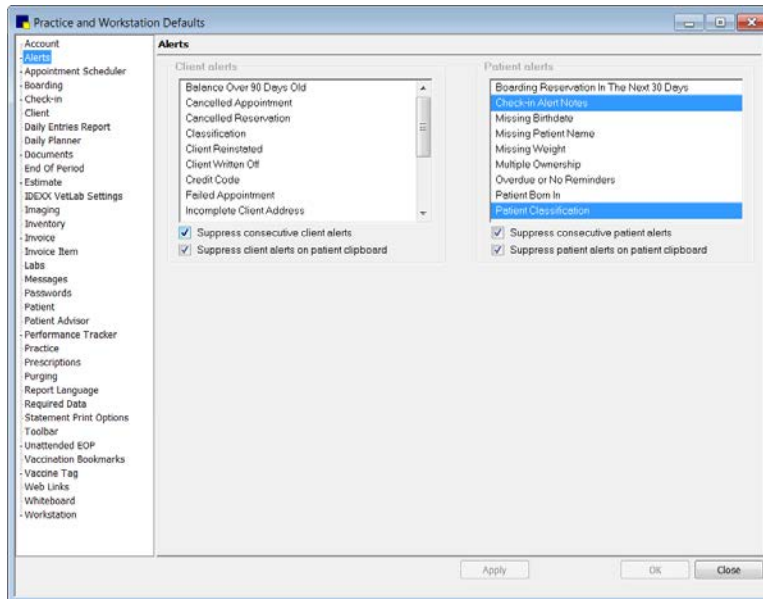 Practice and Workstation Defaults
Account
Alerts
Appointment Scheduler
Boarding
Check-in
Client
Daily Entries Report
Daily Planner
Documents
End Of Period
Estimate
IDEXX VetLab Settings
Imaging
Inventory
Invoice
Invoice Item
Labs
Messages
Passwords
Patient
Patient Advisor
Performance Tracker
Practice
Prescriptions
Purging
Report Language
Required Data
Statement Print Options
Toolbar
Unattended EOP
Vaccination Bookmarks
Vaccine Tag
Web Links
Whiteboard
Workstation
Alerts
Client alerts
Balance Over 90 Days Old
Cancelled Appointment
Cancelled Reservation
Classification
Client Reinstated
Client Written Off
Credit Code
Failed Appointment
Incomplete Client Address
Suppress consecutive client alerts
Suppress client alerts on patient clipboard
Patient alerts
Boarding Reservation In The Next 30 Days
Check-in Alert Notes
Missing Birthdate
Missing Patient Name
Missing Weight
Multiple Ownership
Overdue or No Reminders
Patient Born In
Patient Classification
Suppress consecutive patient alerts
Suppress patient alerts on patient clipboard
Apply
OK
Close